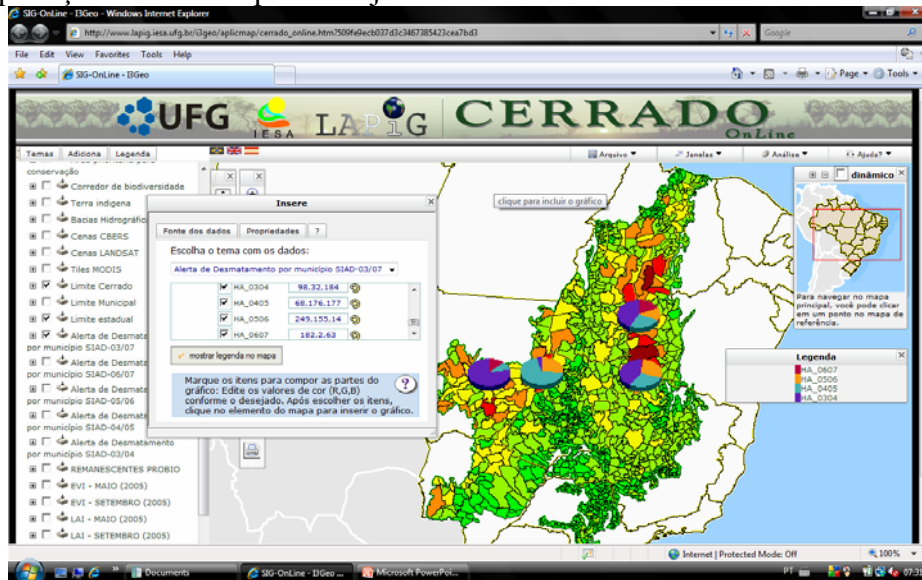 SIG-OnLine - I3Geo - Windows Internet Explorer
http://www.lapig.iesa.ufg.br/i3geo/aplicmap/cerrado_online.htm?509fe9ecb037d3c3467385423cea7bd3
Google
File Edit View Favorites Tools Help
SIG-OnLine - I3Geo
Page Tools
UFG IESA LAPIG CERRADO
OnLine
Temas Adiciona Legenda
Arquivo Janelas Análise Ajuda?
conservação
Corredor de biodiversidade
Terra indigena
Bacias Hidrográfic
Cenas CBERS
Cenas LANDSAT
Tiles MODIS
Limite Cerrado
Limite Municipal
Limite estadual
Alerta de Desmata
por município SIAD-03/07
Alerta de Desmata
por município SIAD-06/07
Alerta de Desmata
por município SIAD-05/06
Alerta de Desmata
por município SIAD-04/05
Alerta de Desmatamento
por município SIAD-03/04
REMANESCENTES PROBIO
EVI - MAIO (2005)
EVI - SETEMBRO (2005)
LAI - MAIO (2005)
LAI - SETEMBRO (2005)
Insere
Fonte dos dados Propriedades ?
Escolha o tema com os dados:
Alerta de Desmatamento por município SIAD-03/07
HA_0304 98.32.184
HA_0405 68.176.177
HA_0506 249.155.14
HA_0607 182.2.63
mostrar legenda no mapa
Marque os itens para compor as partes do
gráfico: Edite os valores de cor (R,G,B)
conforme o desejado. Após escolher os itens,
clique no elemento do mapa para inserir o gráfico.
?
clique para incluir o gráfico
dinâmico
Para navegar no mapa
principal, você pode clicar
em um ponto no mapa de
referência.
Legenda
HA_0607
HA_0506
HA_0405
HA_0304
Internet | Protected Mode: Off
100%
Documents
SIG-OnLine - I3Geo ...
Microsoft PowerPoi...
PT